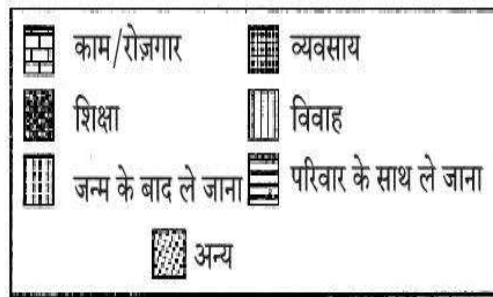 काम/रोज़गार व्यवसाय
शिक्षा विवाह
जन्म के बाद ले जाना परिवार के साथ ले जाना
अन्य